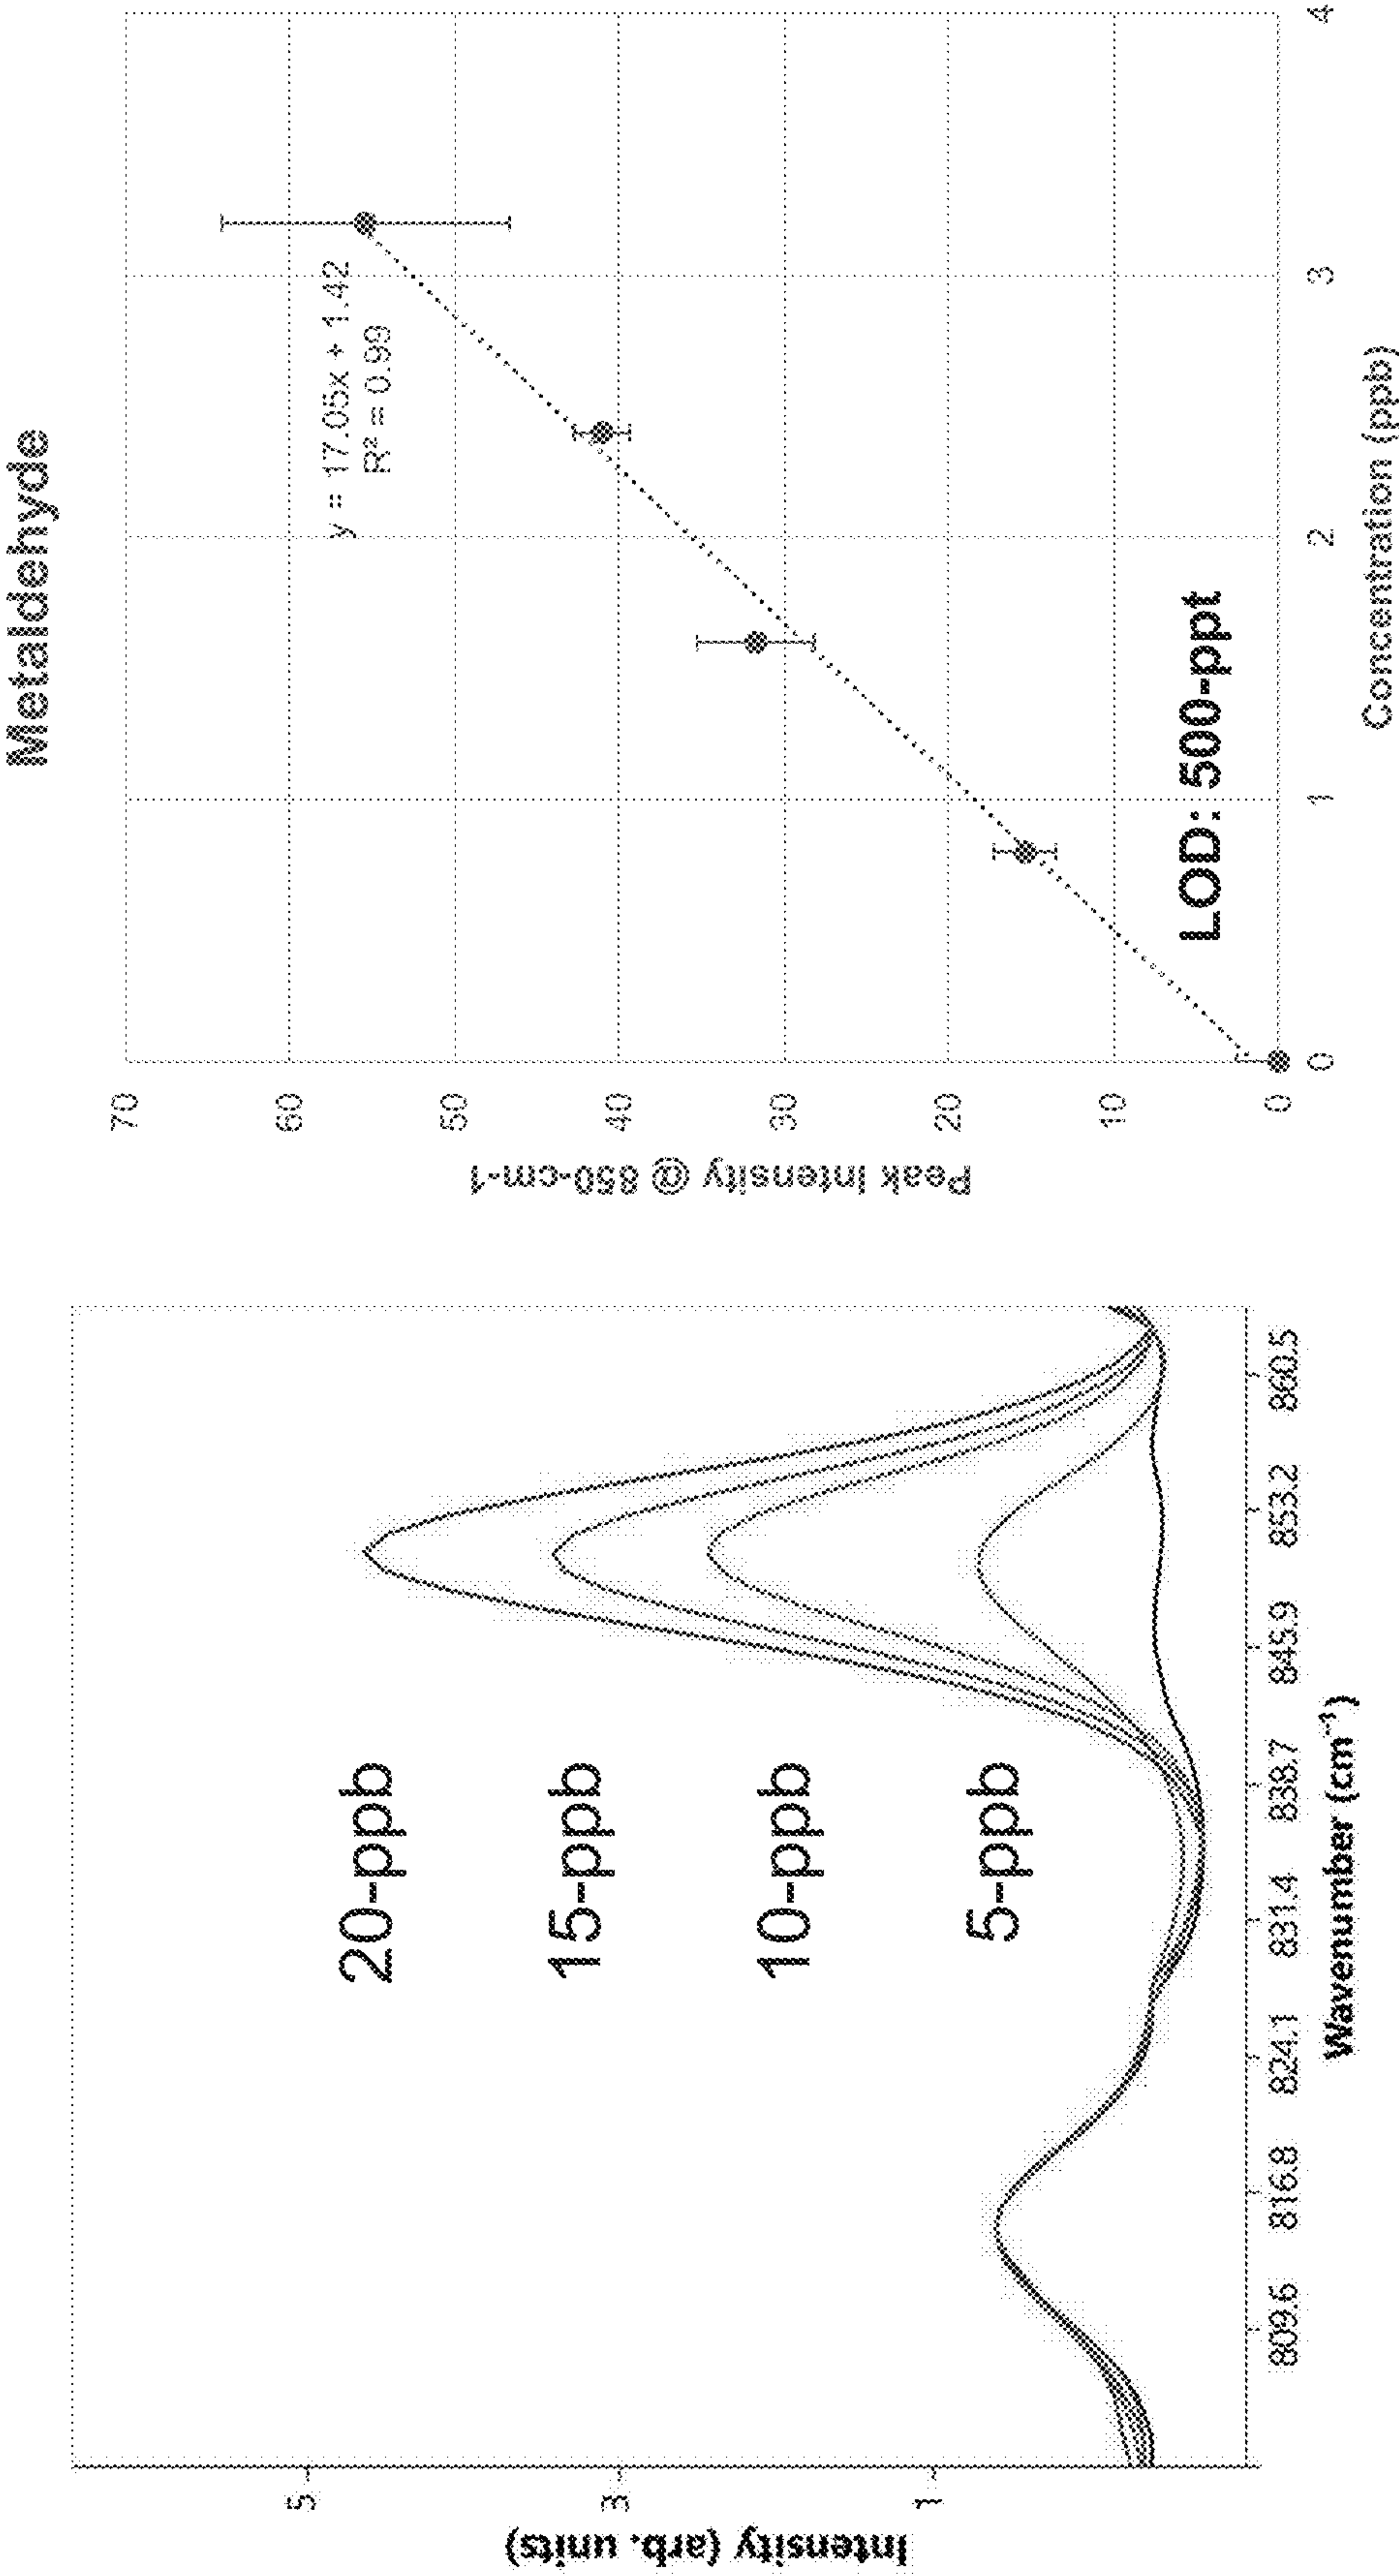 Metaldehyde
Intensity (arb. units)
5
3
1
20-ppb
15-ppb
10-ppb
5-ppb
809.6
816.8
824.1
831.4
838.7
845.9
853.2
860.5
Wavenumber (cm⁻¹)
Peak Intensity @ 850-cm-1
70
60
50
40
30
20
10
0
y = 17.05x + 1.42
R² = 0.99
LOD: 500-ppt
0
1
2
3
4
Concentration (ppb)